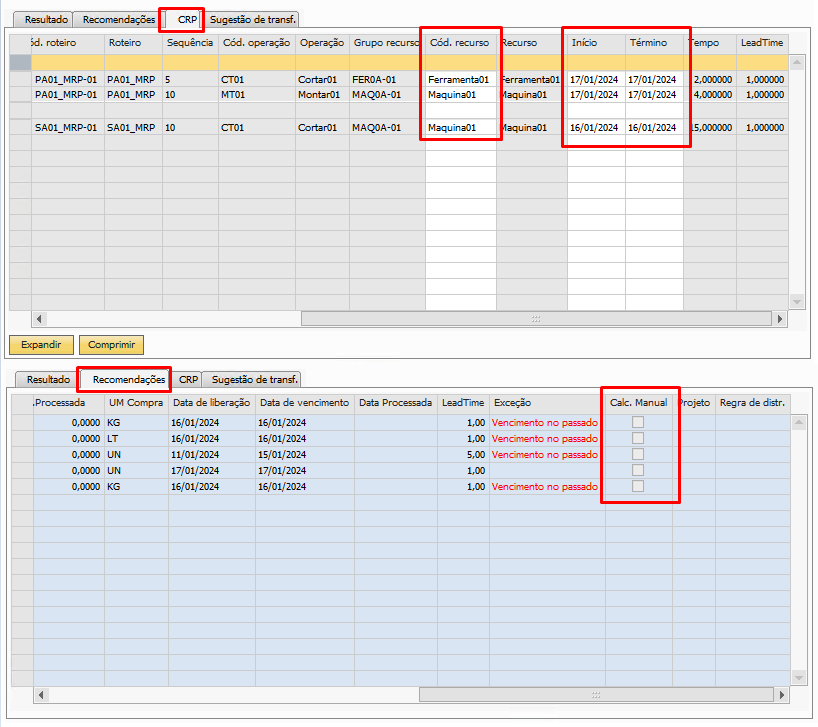 Resultado Recomendações CRP Sugestão de transf.
ód. roteiro Roteiro Sequência Cód. operação Operação Grupo recurso Cód. recurso Recurso Início Término Tempo LeadTime
PA01_MRP-01 PA01_MRP 5 CT01 Cortar01 FER0A-01 Ferramenta01 Ferramenta01 17/01/2024 17/01/2024 2,000000 1,000000
PA01_MRP-01 PA01_MRP 10 MT01 Montar01 MAQ0A-01 Maquina01 Maquina01 17/01/2024 17/01/2024 4,000000 1,000000
SA01_MRP-01 SA01_MRP 10 CT01 Cortar01 MAQ0A-01 Maquina01 Maquina01 16/01/2024 16/01/2024 15,000000 1,000000
Expandir Comprimir
Resultado Recomendações CRP Sugestão de transf.
.Processada UM Compra Data de liberação Data de vencimento Data Processada LeadTime Exceção Calc. Manual Projeto Regra de distr.
0,0000 KG 16/01/2024 16/01/2024 1,00 Vencimento no passado
0,0000 LT 16/01/2024 16/01/2024 1,00 Vencimento no passado
0,0000 UN 11/01/2024 15/01/2024 5,00 Vencimento no passado
0,0000 UN 17/01/2024 17/01/2024 1,00
0,0000 KG 16/01/2024 16/01/2024 1,00 Vencimento no passado